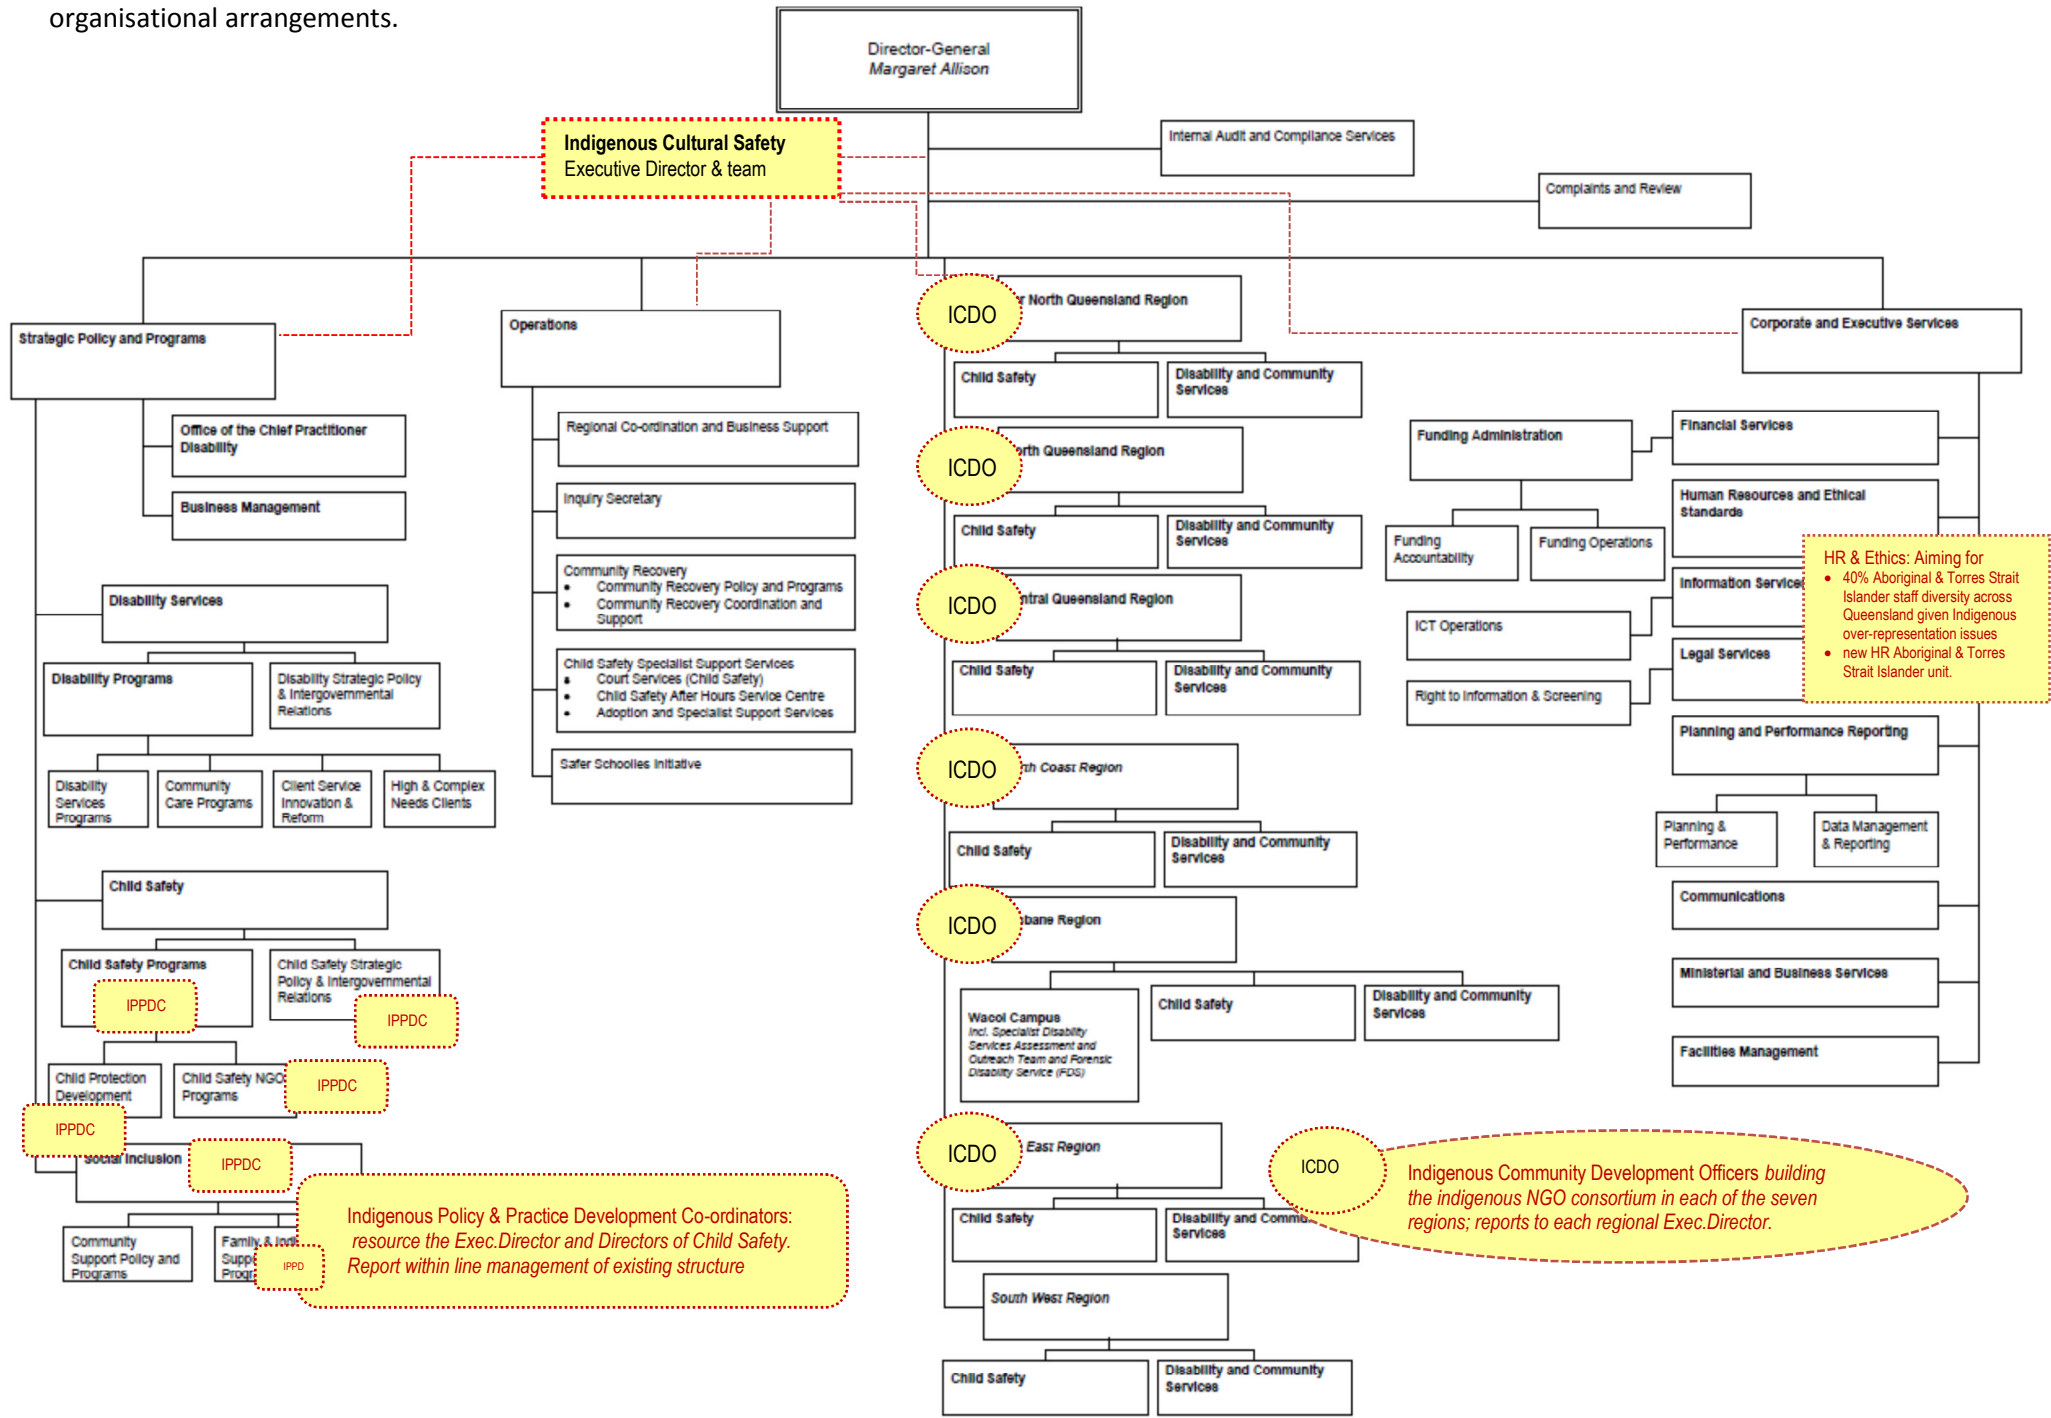 organisational arrangements.
Director-General
Margaret Allison
Indigenous Cultural Safety
Executive Director & team
Internal Audit and Compliance Services
Complaints and Review
Strategic Policy and Programs
Office of the Chief Practitioner
Disability
Business Management
Disability Services
Disability Programs
Disability Strategic Policy
& Intergovernmental
Relations
Disability
Services
Programs
Community
Care Programs
Client Service
Innovation &
Reform
High & Complex
Needs Clients
Child Safety
Child Safety Programs
IPPDC
Child Safety Strategic
Policy & Intergovernmental
Relations
IPPDC
Child Protection
Development
Child Safety NGO
Programs
IPPDC
IPPDC
Social Inclusion
IPPDC
Community
Support Policy and
Programs
Family &
IPPD
Indigenous Policy & Practice Development Co-ordinators:
resource the Exec.Director and Directors of Child Safety.
Report within line management of existing structure
Operations
Regional Co-ordination and Business Support
Inquiry Secretary
Community Recovery
• Community Recovery Policy and Programs
• Community Recovery Coordination and
Support
Child Safety Specialist Support Services
• Court Services (Child Safety)
• Child Safety After Hours Service Centre
• Adoption and Specialist Support Services
Safer Schoolies Initiative
ICDO
North Queensland Region
Child Safety
Disability and Community
Services
ICDO
Queensland Region
Child Safety
Disability and Community
Services
ICDO
Queensland Region
Child Safety
Disability and Community
Services
ICDO
Coast Region
Child Safety
Disability and Community
Services
ICDO
Region
Wacol Campus
Incl. Specialist Disability
Services Assessment and
Outreach Team and Forensic
Disability Service (FDS)
Child Safety
Disability and Community
Services
ICDO
East Region
Child Safety
Disability and
Services
South West Region
Child Safety
Disability and Community
Services
ICDO
Indigenous Community Development Officers building
the indigenous NGO consortium in each of the seven
regions; reports to each regional Exec.Director.
Corporate and Executive Services
Funding Administration
Funding
Accountability
Funding Operations
Financial Services
Human Resources and Ethical
Standards
HR & Ethics: Aiming for
• 40% Aboriginal & Torres Strait
Islander staff diversity across
Queensland given Indigenous
over-representation issues
• new HR Aboriginal & Torres
Strait Islander unit.
Information Services
ICT Operations
Legal Services
Right to Information & Screening
Planning and Performance Reporting
Planning &
Performance
Data Management
& Reporting
Communications
Ministerial and Business Services
Facilities Management